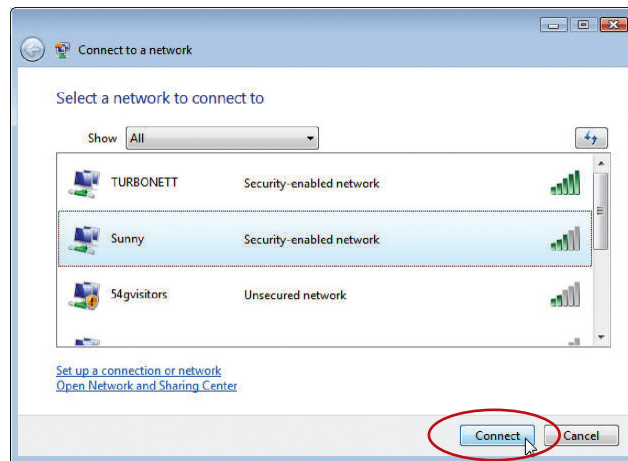 Connect to a network
Select a network to connect to
Show All
TURBONETT Security-enabled network
Sunny Security-enabled network
54gvisitors Unsecured network
Set up a connection or network
Open Network and Sharing Center
Connect Cancel